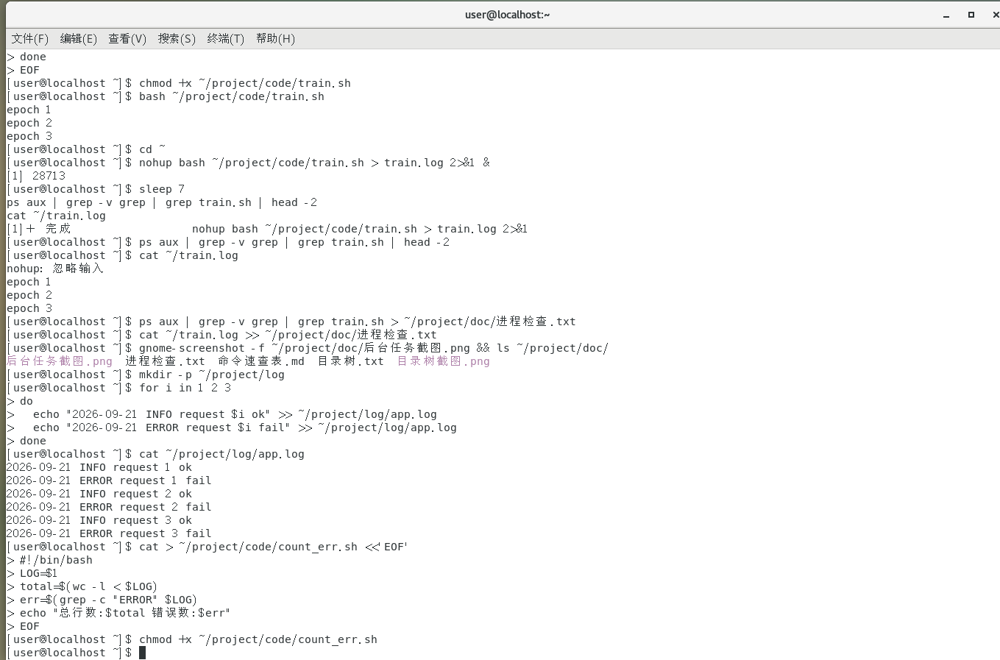 user@localhost:~
文件(F) 编辑(E) 查看(V) 搜索(S) 终端(T) 帮助(H)
> done
> EOF
[user@localhost ~]$ chmod +x ~/project/code/train.sh
[user@localhost ~]$ bash ~/project/code/train.sh
epoch 1
epoch 2
epoch 3
[user@localhost ~]$ cd ~
[user@localhost ~]$ nohup bash ~/project/code/train.sh > train.log 2>&1 &
[1] 28713
[user@localhost ~]$ sleep 7
ps aux | grep -v grep | grep train.sh | head -2
cat ~/train.log
[1]+ 完成                  nohup bash ~/project/code/train.sh > train.log 2>&1
[user@localhost ~]$ ps aux | grep -v grep | grep train.sh | head -2
[user@localhost ~]$ cat ~/train.log
nohup: 忽略输入
epoch 1
epoch 2
epoch 3
[user@localhost ~]$ ps aux | grep -v grep | grep train.sh > ~/project/doc/进程检查.txt
[user@localhost ~]$ cat ~/train.log >> ~/project/doc/进程检查.txt
[user@localhost ~]$ gnome-screenshot -f ~/project/doc/后台任务截图.png && ls ~/project/doc/
后台任务截图.png  进程检查.txt  命令速查表.md  目录树.txt  目录树截图.png
[user@localhost ~]$ mkdir -p ~/project/log
[user@localhost ~]$ for i in 1 2 3
> do
>   echo "2026-09-21 INFO request $i ok" >> ~/project/log/app.log
>   echo "2026-09-21 ERROR request $i fail" >> ~/project/log/app.log
> done
[user@localhost ~]$ cat ~/project/log/app.log
2026-09-21 INFO request 1 ok
2026-09-21 ERROR request 1 fail
2026-09-21 INFO request 2 ok
2026-09-21 ERROR request 2 fail
2026-09-21 INFO request 3 ok
2026-09-21 ERROR request 3 fail
[user@localhost ~]$ cat > ~/project/code/count_err.sh <<'EOF'
> #!/bin/bash
> LOG=$1
> total=$(wc -l < $LOG)
> err=$(grep -c "ERROR" $LOG)
> echo "总行数:$total 错误数:$err"
> EOF
[user@localhost ~]$ chmod +x ~/project/code/count_err.sh
[user@localhost ~]$